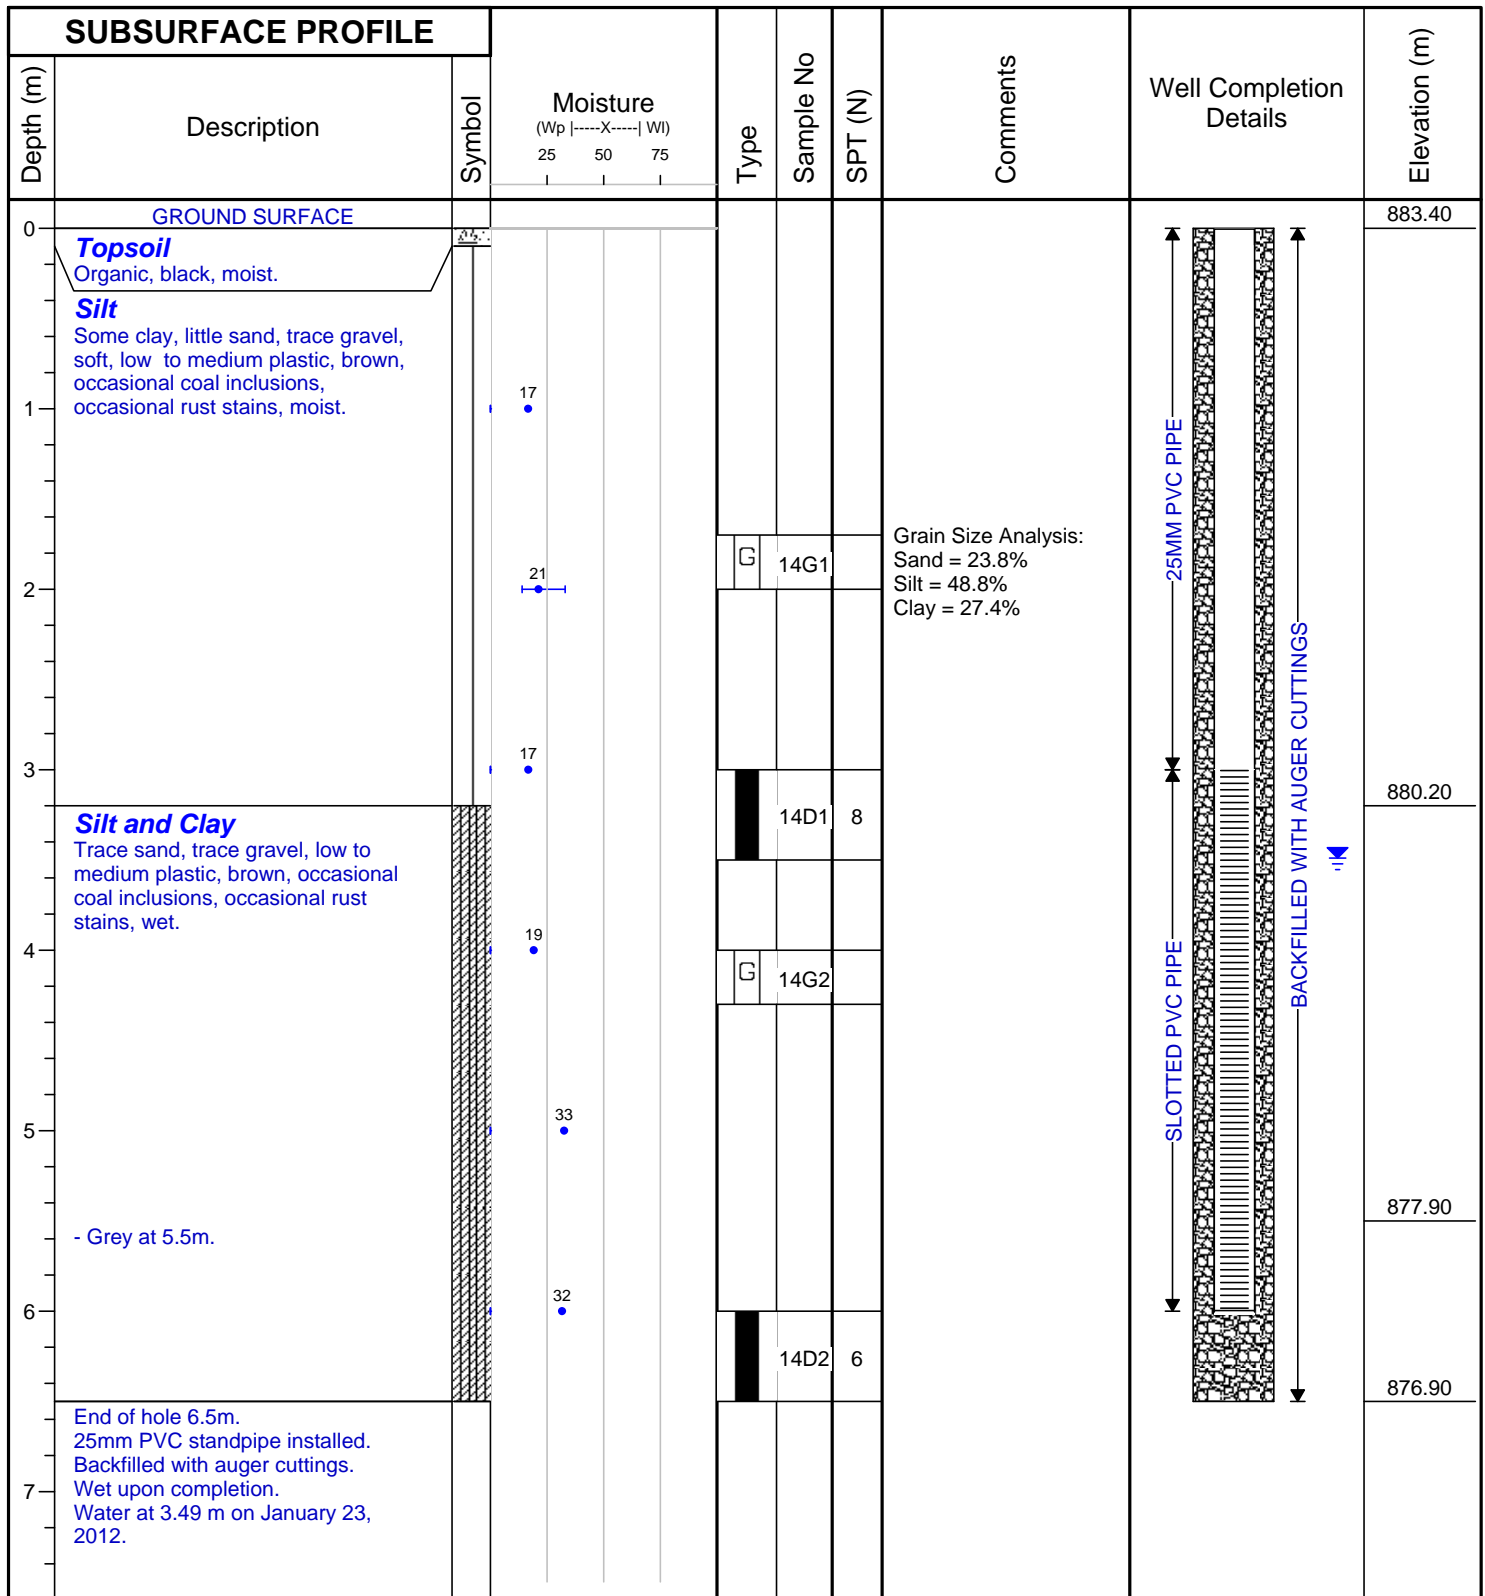 SUBSURFACE PROFILE
Depth (m)
Description
Symbol
Moisture
(Wp |-----X-----| Wl)
25 50 75
Type
Sample No
SPT (N)
Comments
Well Completion
Details
Elevation (m)
GROUND SURFACE
883.40
0
Topsoil
Organic, black, moist.
Silt
Some clay, little sand, trace gravel,
soft, low to medium plastic, brown,
occasional coal inclusions,
occasional rust stains, moist.
17
1
25MM PVC PIPE
G
14G1
Grain Size Analysis:
Sand = 23.8%
Silt = 48.8%
Clay = 27.4%
21
2
BACKFILLED WITH AUGER CUTTINGS
17
3
880.20
Silt and Clay
Trace sand, trace gravel, low to
medium plastic, brown, occasional
coal inclusions, occasional rust
stains, wet.
14D1 8
19
4
G
14G2
SLOTTED PVC PIPE
33
5
877.90
- Grey at 5.5m.
32
6
14D2 6
876.90
End of hole 6.5m.
25mm PVC standpipe installed.
Backfilled with auger cuttings.
Wet upon completion.
Water at 3.49 m on January 23,
2012.
7